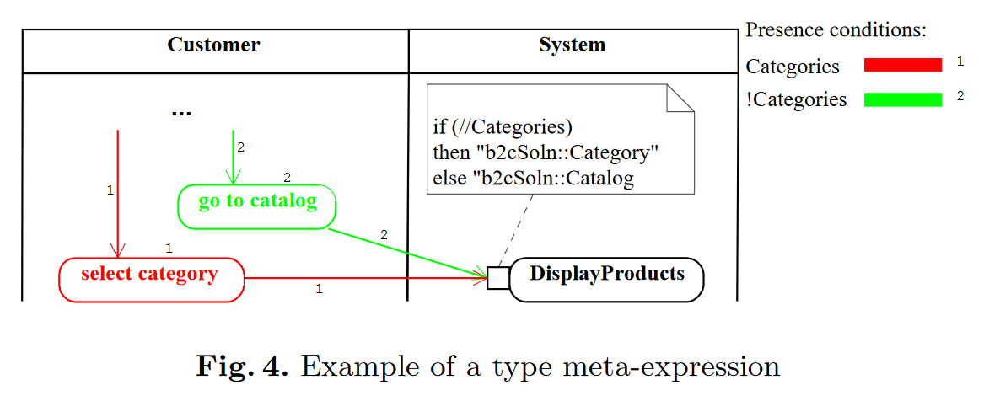 Customer
System
Presence conditions:
Categories 1
!Categories 2
...
if (//Categories)
then "b2cSoln::Category"
else "b2cSoln::Catalog
2
1
2
go to catalog
2
1
select category
1
DisplayProducts
Fig. 4. Example of a type meta-expression